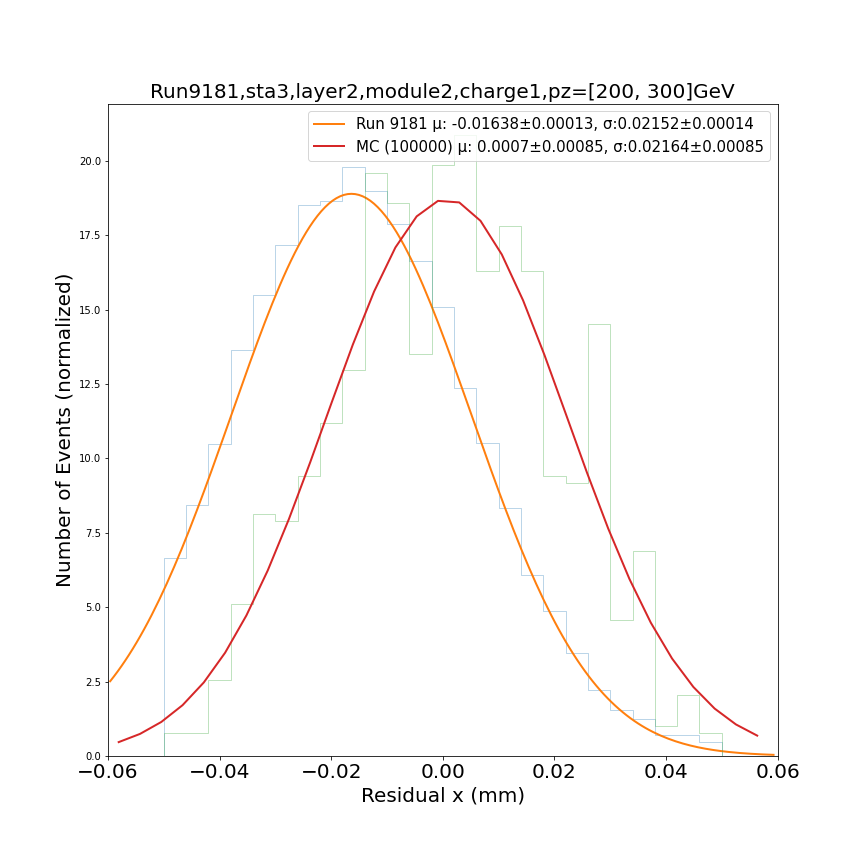 Run9181,sta3,layer2,module2,charge1,pz=[200, 300]GeV
Run 9181 μ: -0.01638±0.00013, σ:0.02152±0.00014
MC (100000) μ: 0.0007±0.00085, σ:0.02164±0.00085
20.0
17.5
15.0
12.5
10.0
7.5
5.0
2.5
0.0
Number of Events (normalized)
−0.06 −0.04 −0.02 0.00 0.02 0.04 0.06
Residual x (mm)